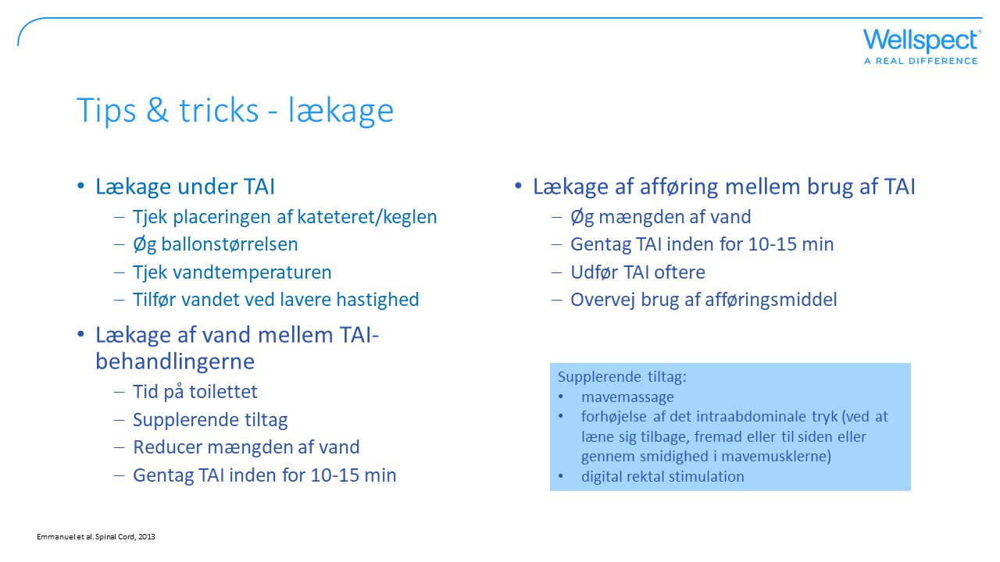 Wellspect®
A REAL DIFFERENCE
Tips & tricks - lækage
• Lækage under TAI
– Tjek placeringen af kateteret/keglen
– Øg ballonstørrelsen
– Tjek vandtemperaturen
– Tilfør vandet ved lavere hastighed
• Lækage af vand mellem TAI-
behandlingerne
– Tid på toilettet
– Supplerende tiltag
– Reducer mængden af vand
– Gentag TAI inden for 10-15 min
• Lækage af afføring mellem brug af TAI
– Øg mængden af vand
– Gentag TAI inden for 10-15 min
– Udfør TAI oftere
– Overvej brug af afføringsmiddel
Supplerende tiltag:
• mavemassage
• forhøjelse af det intraabdominale tryk (ved at
læne sig tilbage, fremad eller til siden eller
gennem smidighed i mavemusklerne)
• digital rektal stimulation
Emmanuel et al. Spinal Cord, 2013